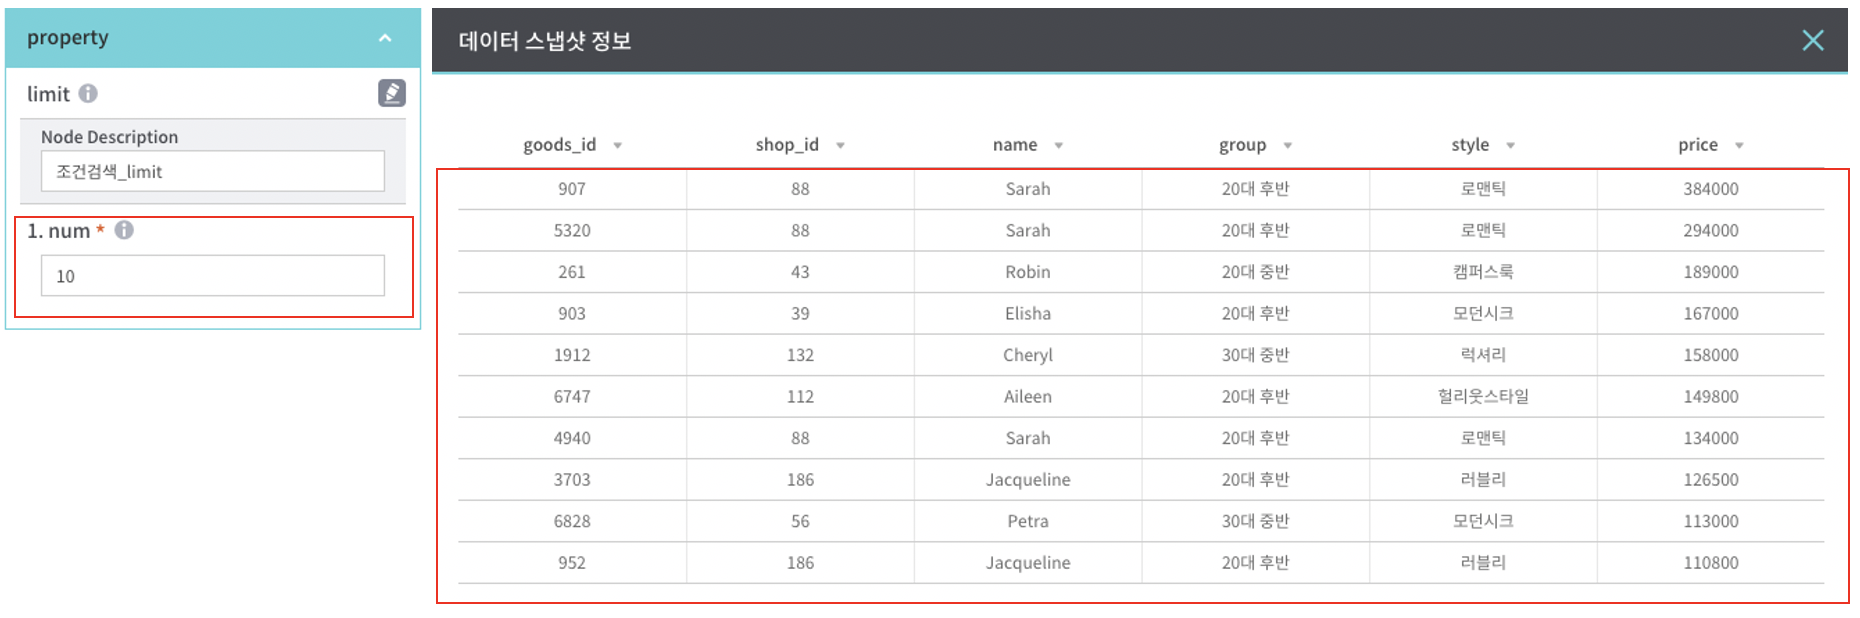 property
limit
Node Description
조건검색_limit
1. num *
10
데이터 스냅샷 정보
goods_id shop_id name group style price
907 88 Sarah 20대 후반 로맨틱 384000
5320 88 Sarah 20대 후반 로맨틱 294000
261 43 Robin 20대 중반 캠퍼스룩 189000
903 39 Elisha 20대 후반 모던시크 167000
1912 132 Cheryl 30대 중반 럭셔리 158000
6747 112 Aileen 20대 후반 헐리웃스타일 149800
4940 88 Sarah 20대 후반 로맨틱 134000
3703 186 Jacqueline 20대 후반 러블리 126500
6828 56 Petra 30대 중반 모던시크 113000
952 186 Jacqueline 20대 후반 러블리 110800